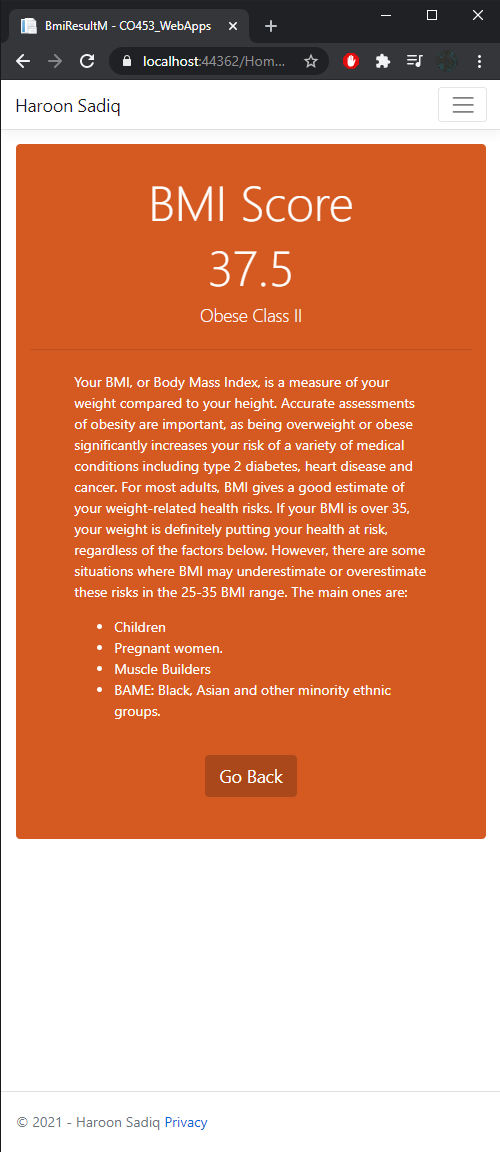 BmiResultM - CO453_WebApps
localhost:44362/Hom...
Haroon Sadiq
BMI Score
37.5
Obese Class II
Your BMI, or Body Mass Index, is a measure of your
weight compared to your height. Accurate assessments
of obesity are important, as being overweight or obese
significantly increases your risk of a variety of medical
conditions including type 2 diabetes, heart disease and
cancer. For most adults, BMI gives a good estimate of
your weight-related health risks. If your BMI is over 35,
your weight is definitely putting your health at risk,
regardless of the factors below. However, there are some
situations where BMI may underestimate or overestimate
these risks in the 25-35 BMI range. The main ones are:
• Children
• Pregnant women.
• Muscle Builders
• BAME: Black, Asian and other minority ethnic
groups.
Go Back
© 2021 - Haroon Sadiq Privacy